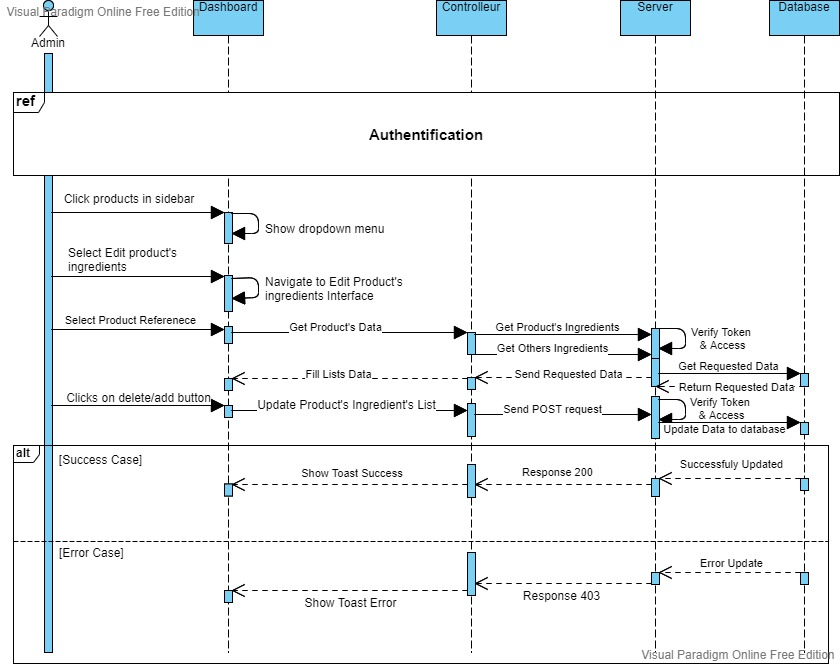 Visual Paradigm Online Free Edition
Dashboard
Controlleur
Server
Database
Admin
ref
Authentification
Click products in sidebar
Show dropdown menu
Select Edit product's
ingredients
Navigate to Edit Product's
ingredients Interface
Select Product Referenece
Get Product's Data
Get Product's Ingredients
Verify Token
& Access
Get Others Ingredients
Get Requested Data
Fill Lists Data
Send Requested Data
Return Requested Data
Clicks on delete/add button
Update Product's Ingredient's List
Send POST request
Verify Token
& Access
Update Data to database
alt
[Success Case]
Show Toast Success
Response 200
Successfuly Updated
[Error Case]
Error Update
Response 403
Show Toast Error
Visual Paradigm Online Free Edition